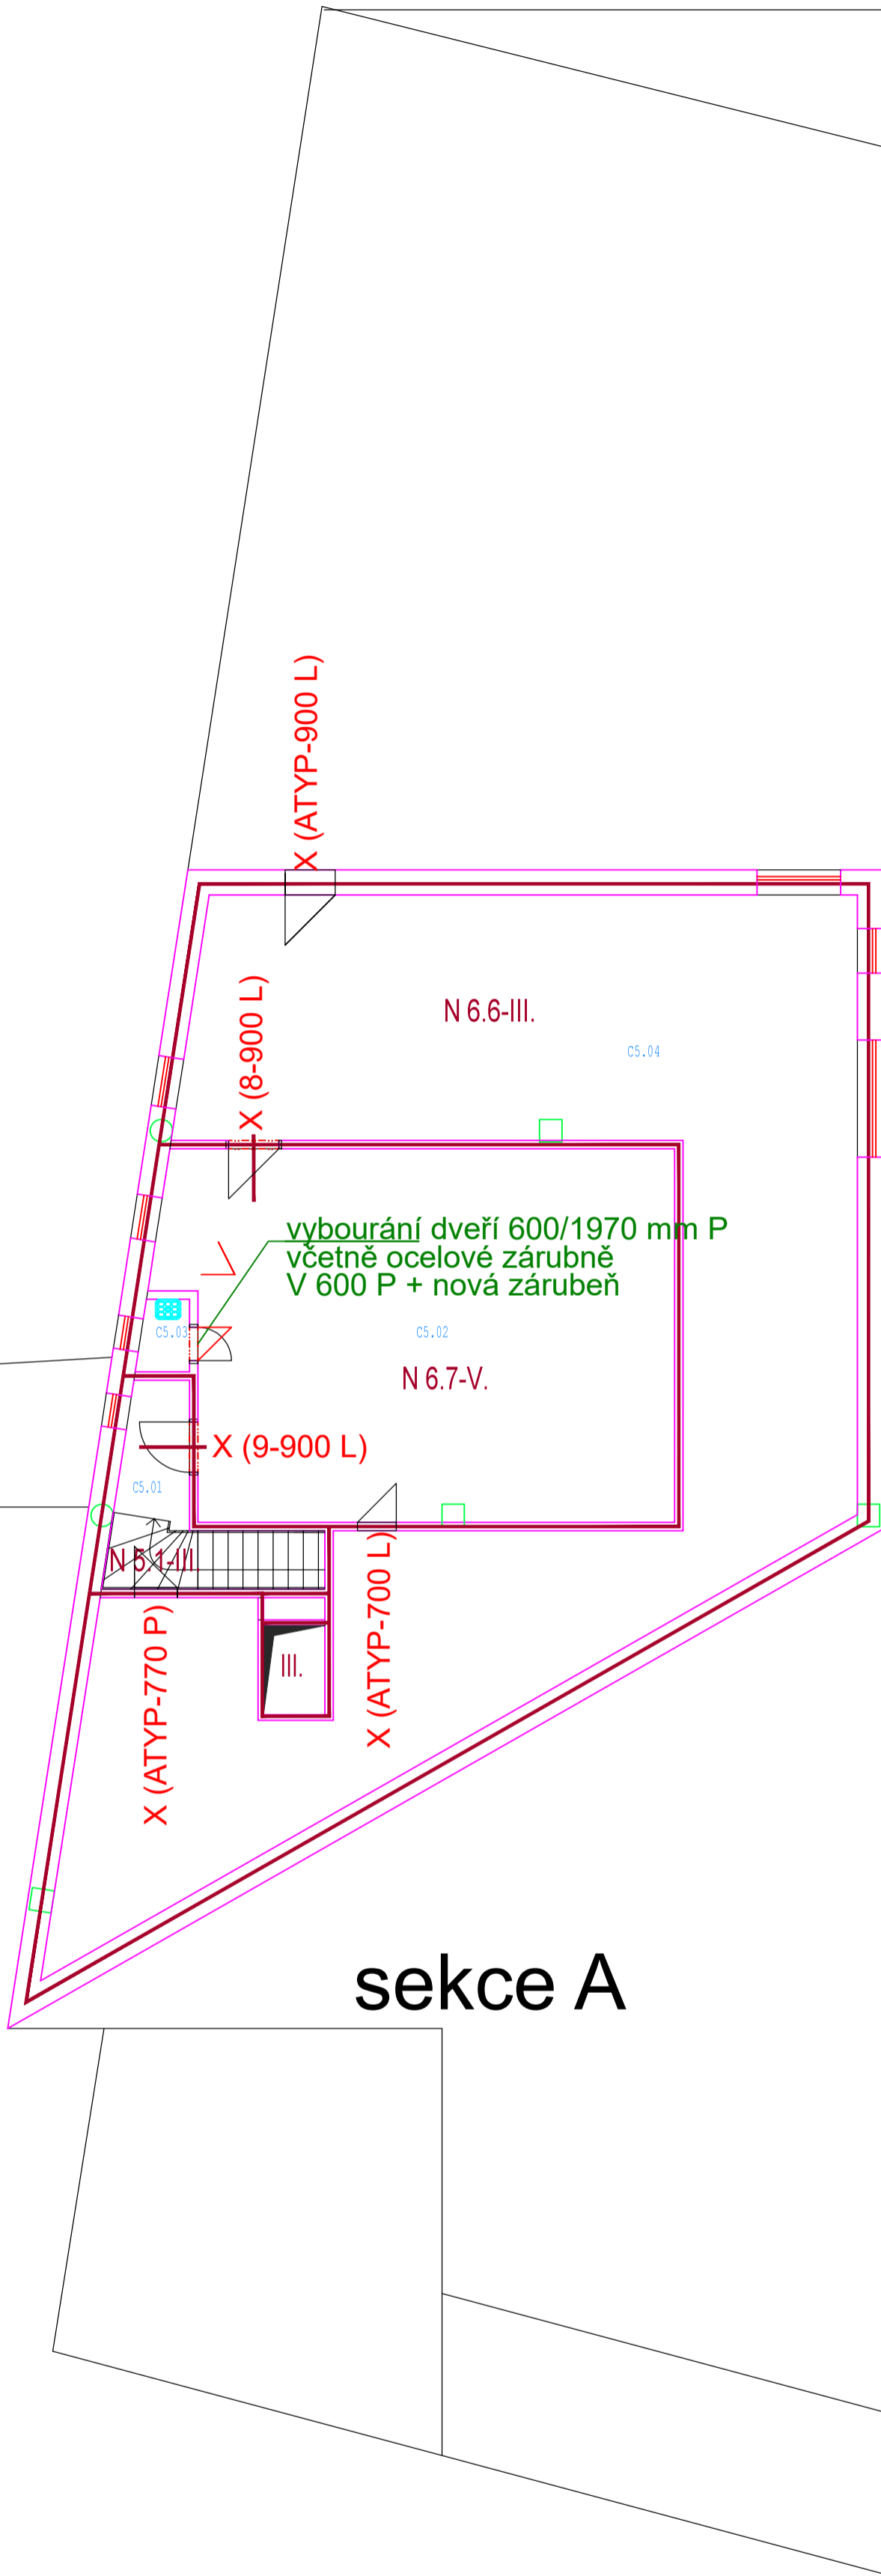 X (ATYP-900 L)
X (8-900 L)
N 6.6-III.
C5.04
vybourání dveří 600/1970 mm P
včetně ocelové zárubně
V 600 P + nová zárubeň
C5.03
C5.02
N 6.7-V.
X (9-900 L)
C5.01
N 5.1-III.
X (ATYP-770 P)
III.
X (ATYP-700 L)
sekce A